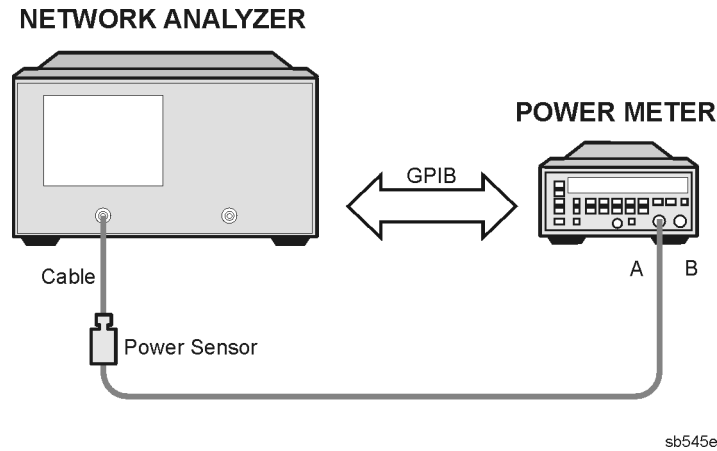 NETWORK ANALYZER
POWER METER
GPIB
A
B
Cable
Power Sensor
sb545e